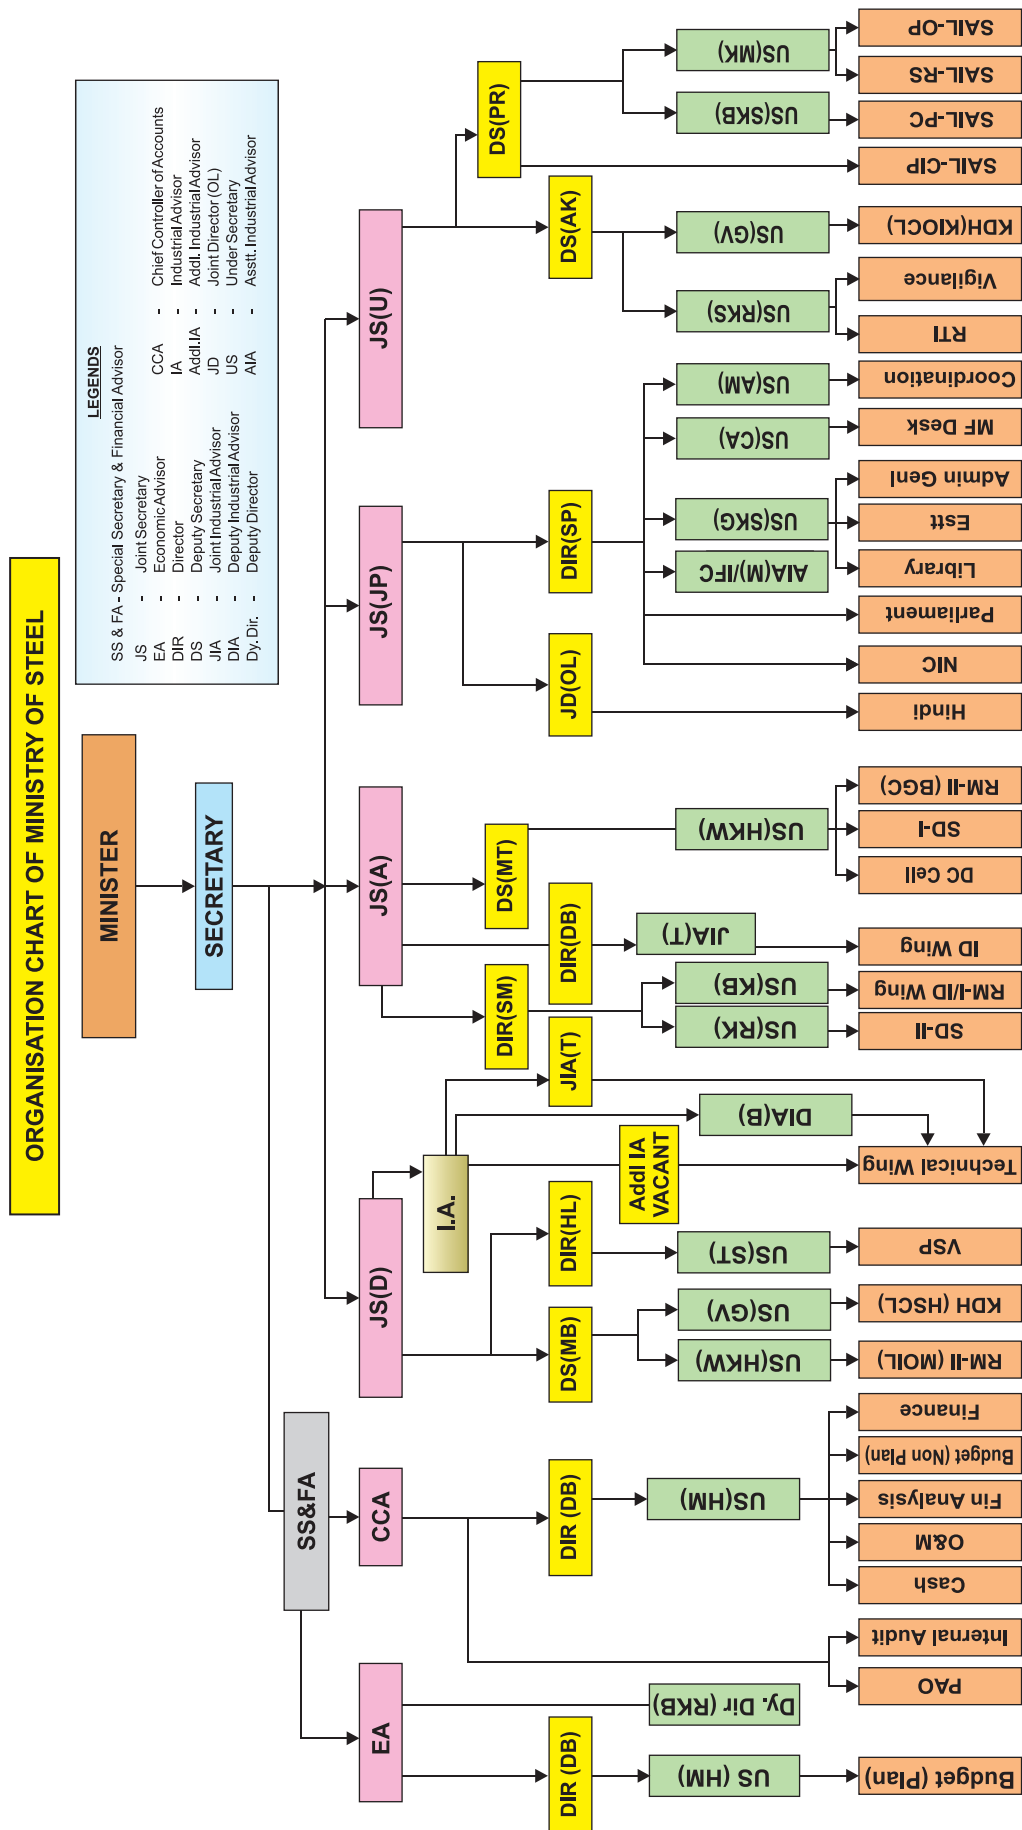 ORGANISATION CHART OF MINISTRY OF STEEL
LEGENDS
SS & FA - Special Secretary & Financial Advisor
JS - Joint Secretary
EA - Economic Advisor CCA - Chief Controller of Accounts
DIR - Director IA - Industrial Advisor
DS - Deputy Secretary Addl.IA - Addl. Industrial Advisor
JIA - Joint Industrial Advisor JD - Joint Director (OL)
DIA - Deputy Industrial Advisor US - Under Secretary
Dy. Dir. - Deputy Director AIA - Asstt. Industrial Advisor
MINISTER
SECRETARY
SS&FA
EA
CCA
JS(D)
JS(A)
JS(JP)
JS(U)
I.A.
DIR(SM)
DS(MT)
DS(PR)
DIR (DB)
DIR (DB)
DS(MB)
DIR(HL)
JIA(T)
DIR(DB)
JD(OL)
DIR(SP)
DS(AK)
Addl IA
VACANT
US (HM)
Dy. Dir (RKB)
US(HM)
US(HKW)
US(GV)
US(ST)
DIA(B)
US(RK)
US(KB)
JIA(T)
US(HKW)
AIA(M)/IFC
US(SKG)
US(CA)
US(AM)
US(RKS)
US(GV)
US(SKB)
US(MK)
Budget (Plan)
PAO
Internal Audit
Cash
O&M
Fin Analysis
Budget (Non Plan)
Finance
RM-II (MOIL)
KDH (HSCL)
VSP
Technical Wing
SD-II
RM-I/ID Wing
ID Wing
DC Cell
SD-I
RM-II (BGC)
Hindi
NIC
Parliament
Library
Estt
Admin Genl
MF Desk
Coordination
RTI
Vigilance
KDH(KIOCL)
SAIL-CIP
SAIL-PC
SAIL-RS
SAIL-OP